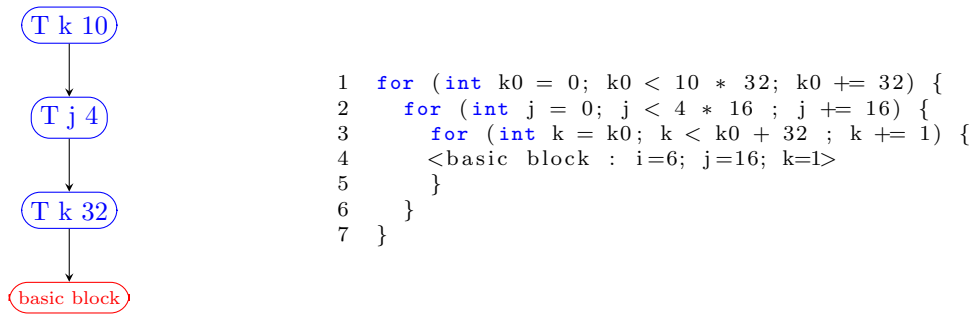 T k 10
T j 4
T k 32
basic block
1 for (int k0 = 0; k0 < 10 * 32; k0 += 32) {
2 for (int j = 0; j < 4 * 16 ; j += 16) {
3 for (int k = k0; k < k0 + 32 ; k += 1) {
4 <basic block : i=6; j=16; k=1>
5 }
6 }
7 }